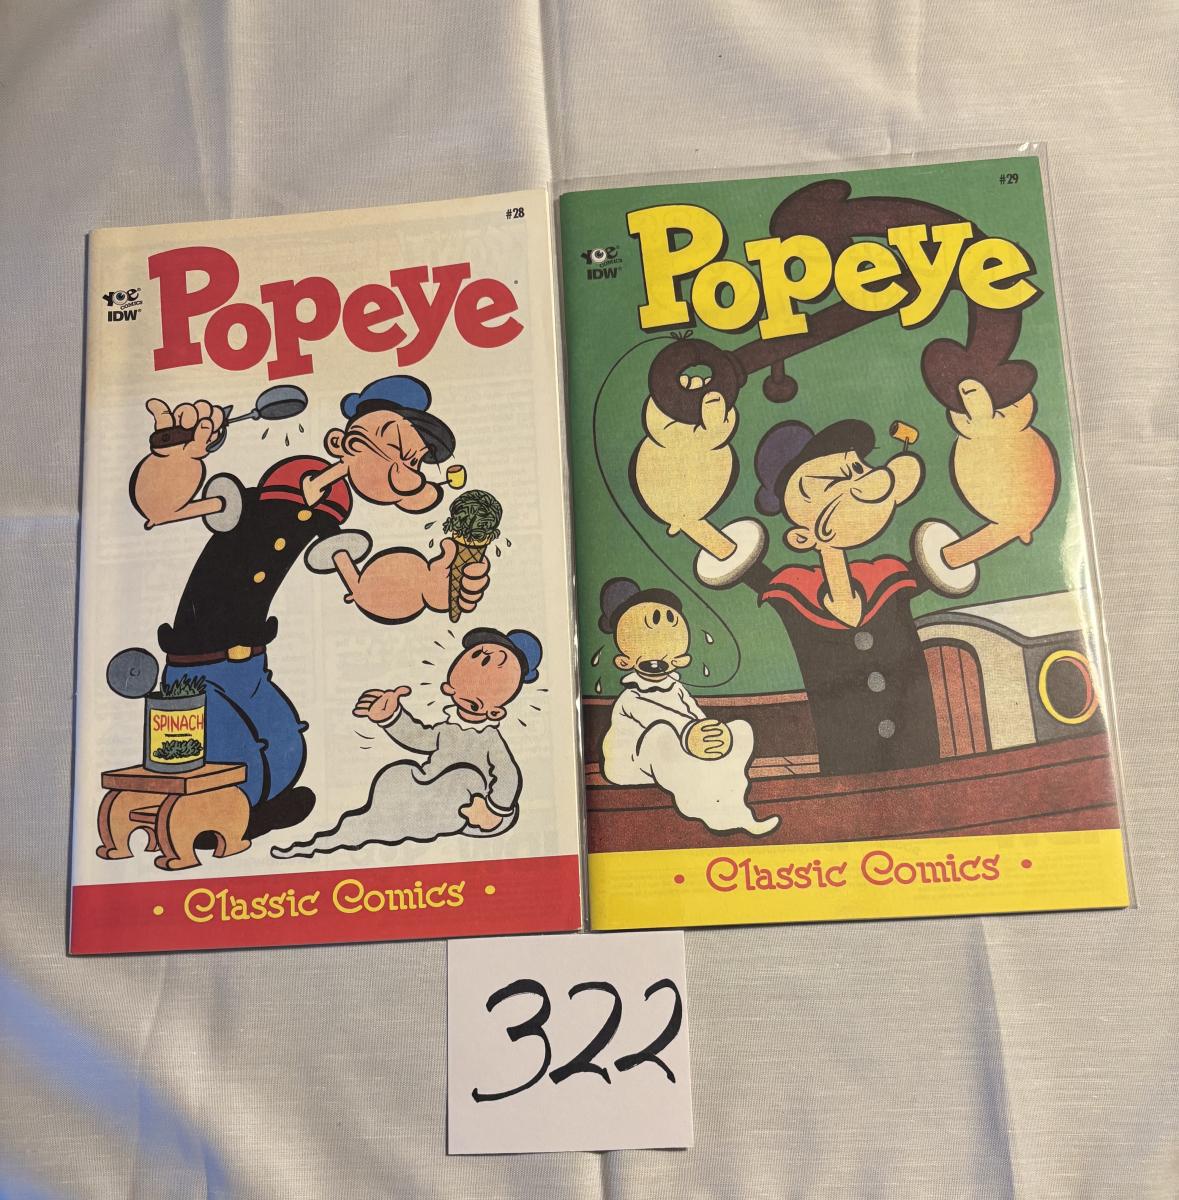 #28
Popeye
YOE
COMICS
IDW
SPINACH
• Classic Comics •
#29
Popeye
YOE
COMICS
IDW
• Classic Comics •
322